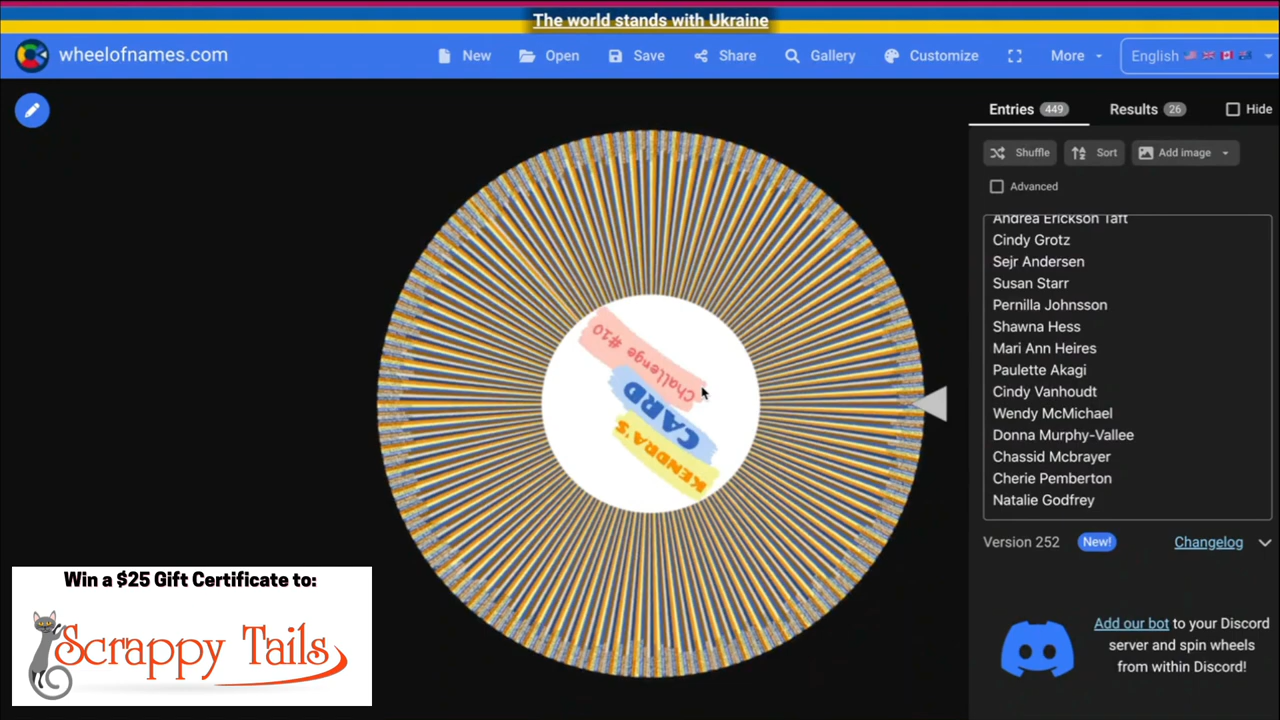 The world stands with Ukraine
wheelofnames.com
New
Open
Save
Share
Gallery
Customize
More
English
Entries 449
Results 26
Hide
Shuffle
Sort
Add image
Advanced
Andrea Erickson Taft
Cindy Grotz
Sejr Andersen
Susan Starr
Pernilla Johnsson
Shawna Hess
Mari Ann Heires
Paulette Akagi
Cindy Vanhoudt
Wendy McMichael
Donna Murphy-Vallee
Chassid Mcbrayer
Cherie Pemberton
Natalie Godfrey
Version 252
New!
Changelog
Add our bot to your Discord
server and spin wheels
from within Discord!
KENDRA'S
CARD
Challenge #10
Win a $25 Gift Certificate to:
Scrappy Tails